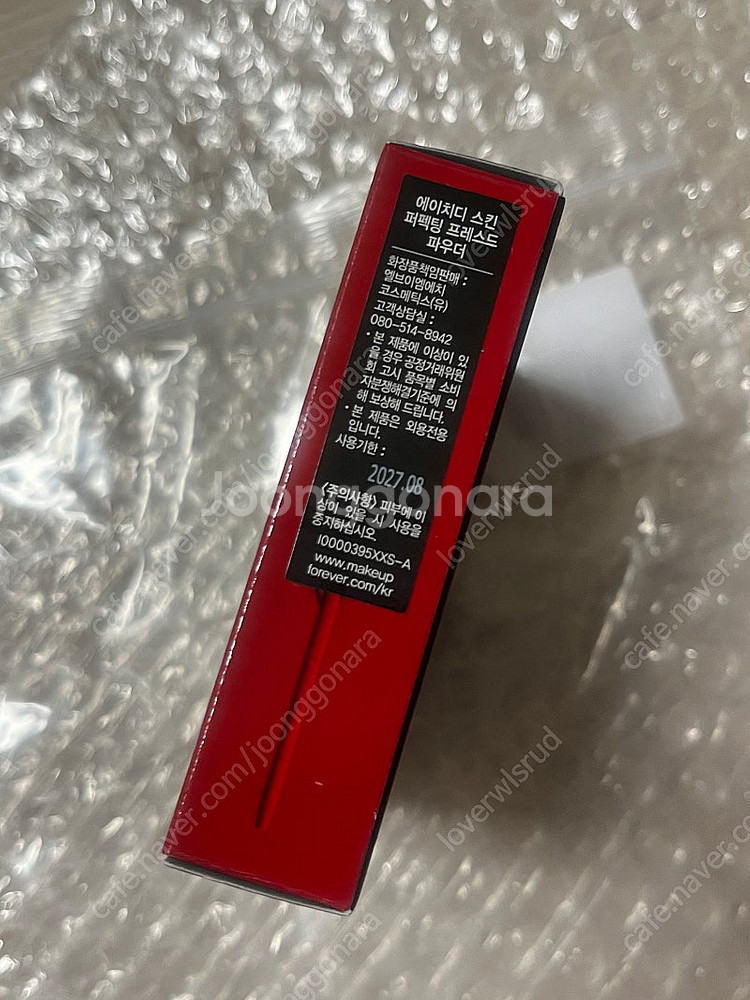 에이치디 스킨
퍼펙팅 프레스드
파우더
화장품책임판매 :
엘브이엠에치
코스메틱스(유)
고객상담실 :
080-514-8942
· 본 제품에 이상이 있
을 경우 공정거래위원
회 고시 품목별 소비
자분쟁해결기준에 의
해 보상해 드립니다.
· 본 제품은 외용전용
입니다.
사용기한 :
2027.08
<주의사항> 피부에 이
상이 있을 시 사용을
중지하십시오
I0000395XXS-A
www.makeup
forever.com/kr
Joonggonara
cafe.naver.com/joonggonara
loverwlsrud